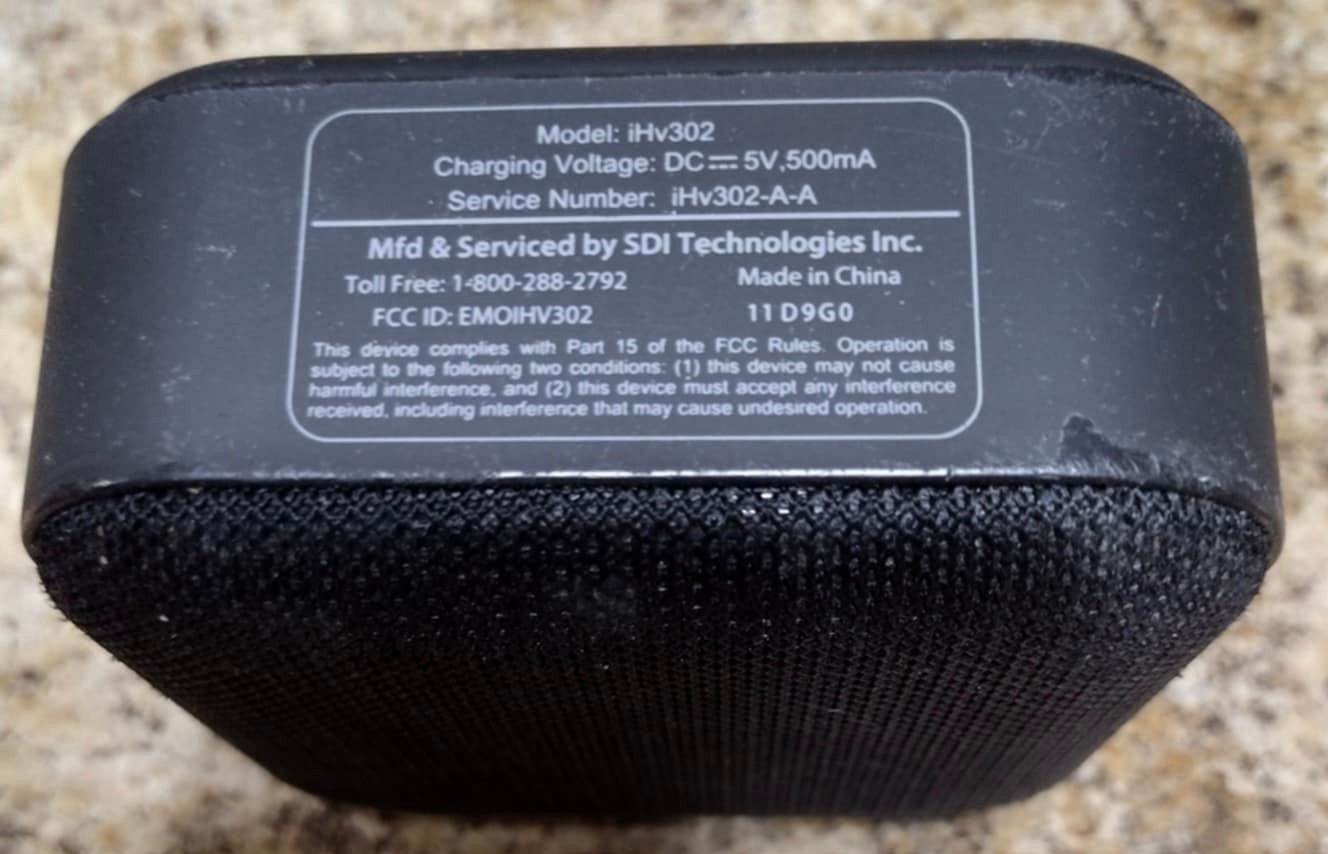 Model: iHv302
Charging Voltage: DC⎓5V,500mA
Service Number: iHv302-A-A
Mfd & Serviced by SDI Technologies Inc.
Toll Free: 1-800-288-2792 Made in China
FCC ID: EMOIHV302 11D9G0
This device complies with Part 15 of the FCC Rules. Operation is
subject to the following two conditions: (1) this device may not cause
harmful interference, and (2) this device must accept any interference
received, including interference that may cause undesired operation.